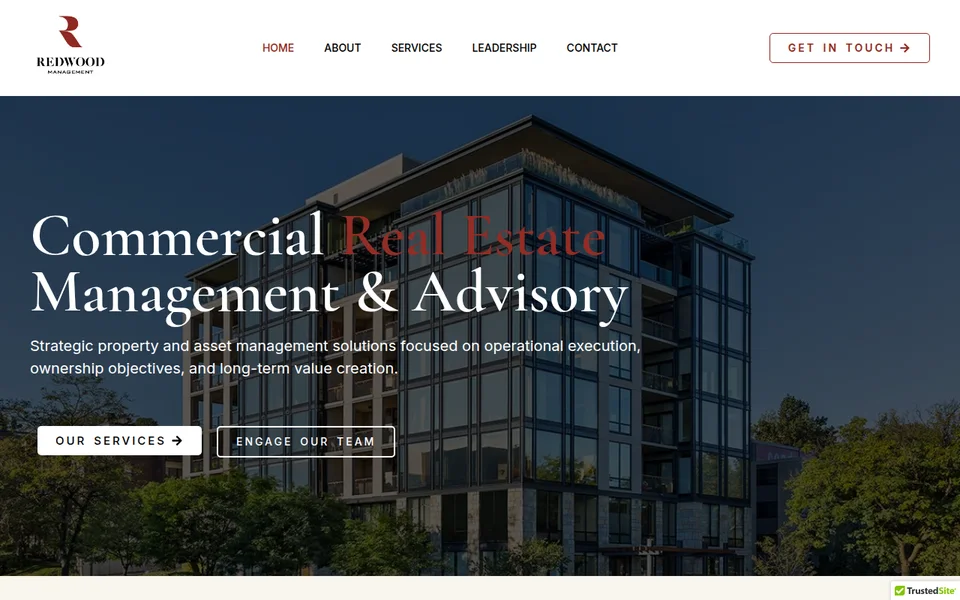 REDWOOD
MANAGEMENT
HOME
ABOUT
SERVICES
LEADERSHIP
CONTACT
GET IN TOUCH
Commercial Real Estate
Management & Advisory
Strategic property and asset management solutions focused on operational execution,
ownership objectives, and long-term value creation.
OUR SERVICES
ENGAGE OUR TEAM
TrustedSite